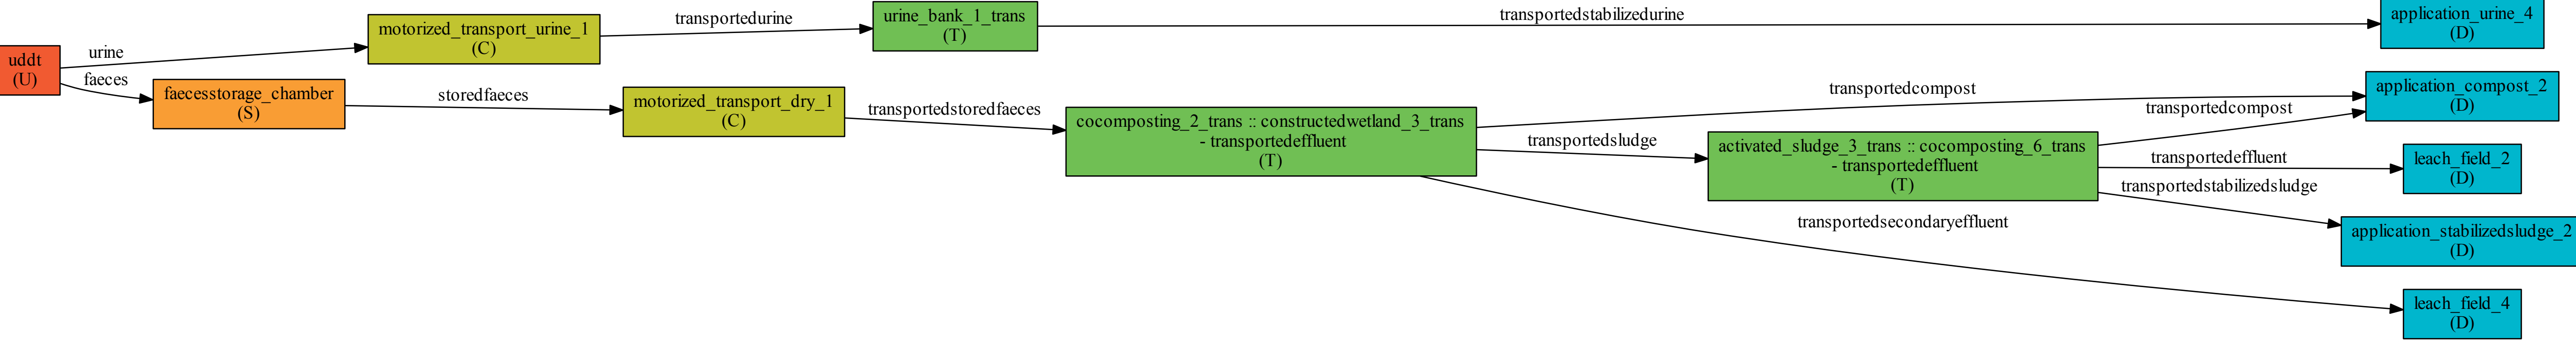 uddt
(U)
urine
faeces
motorized_transport_urine_1
(C)
transportedurine
urine_bank_1_trans
(T)
transportedstabilizedurine
application_urine_4
(D)
faecesstorage_chamber
(S)
storedfaeces
motorized_transport_dry_1
(C)
transportedstoredfaeces
cocomposting_2_trans :: constructedwetland_3_trans
- transportedeffluent
(T)
transportedcompost
transportedsludge
transportedsecondaryeffluent
activated_sludge_3_trans :: cocomposting_6_trans
- transportedeffluent
(T)
transportedcompost
transportedeffluent
transportedstabilizedsludge
application_compost_2
(D)
leach_field_2
(D)
application_stabilizedsludge_2
(D)
leach_field_4
(D)